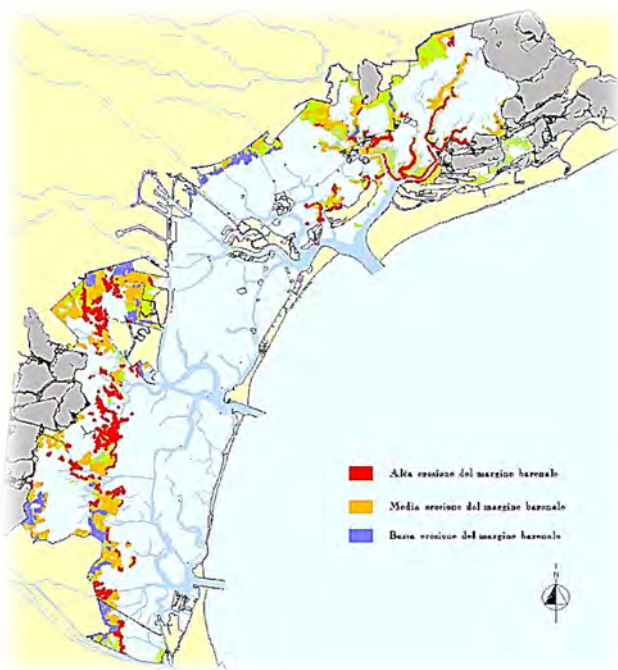 Alta erosione del margine barenale
Media erosione del margine barenale
Bassa erosione del margine barenale
N